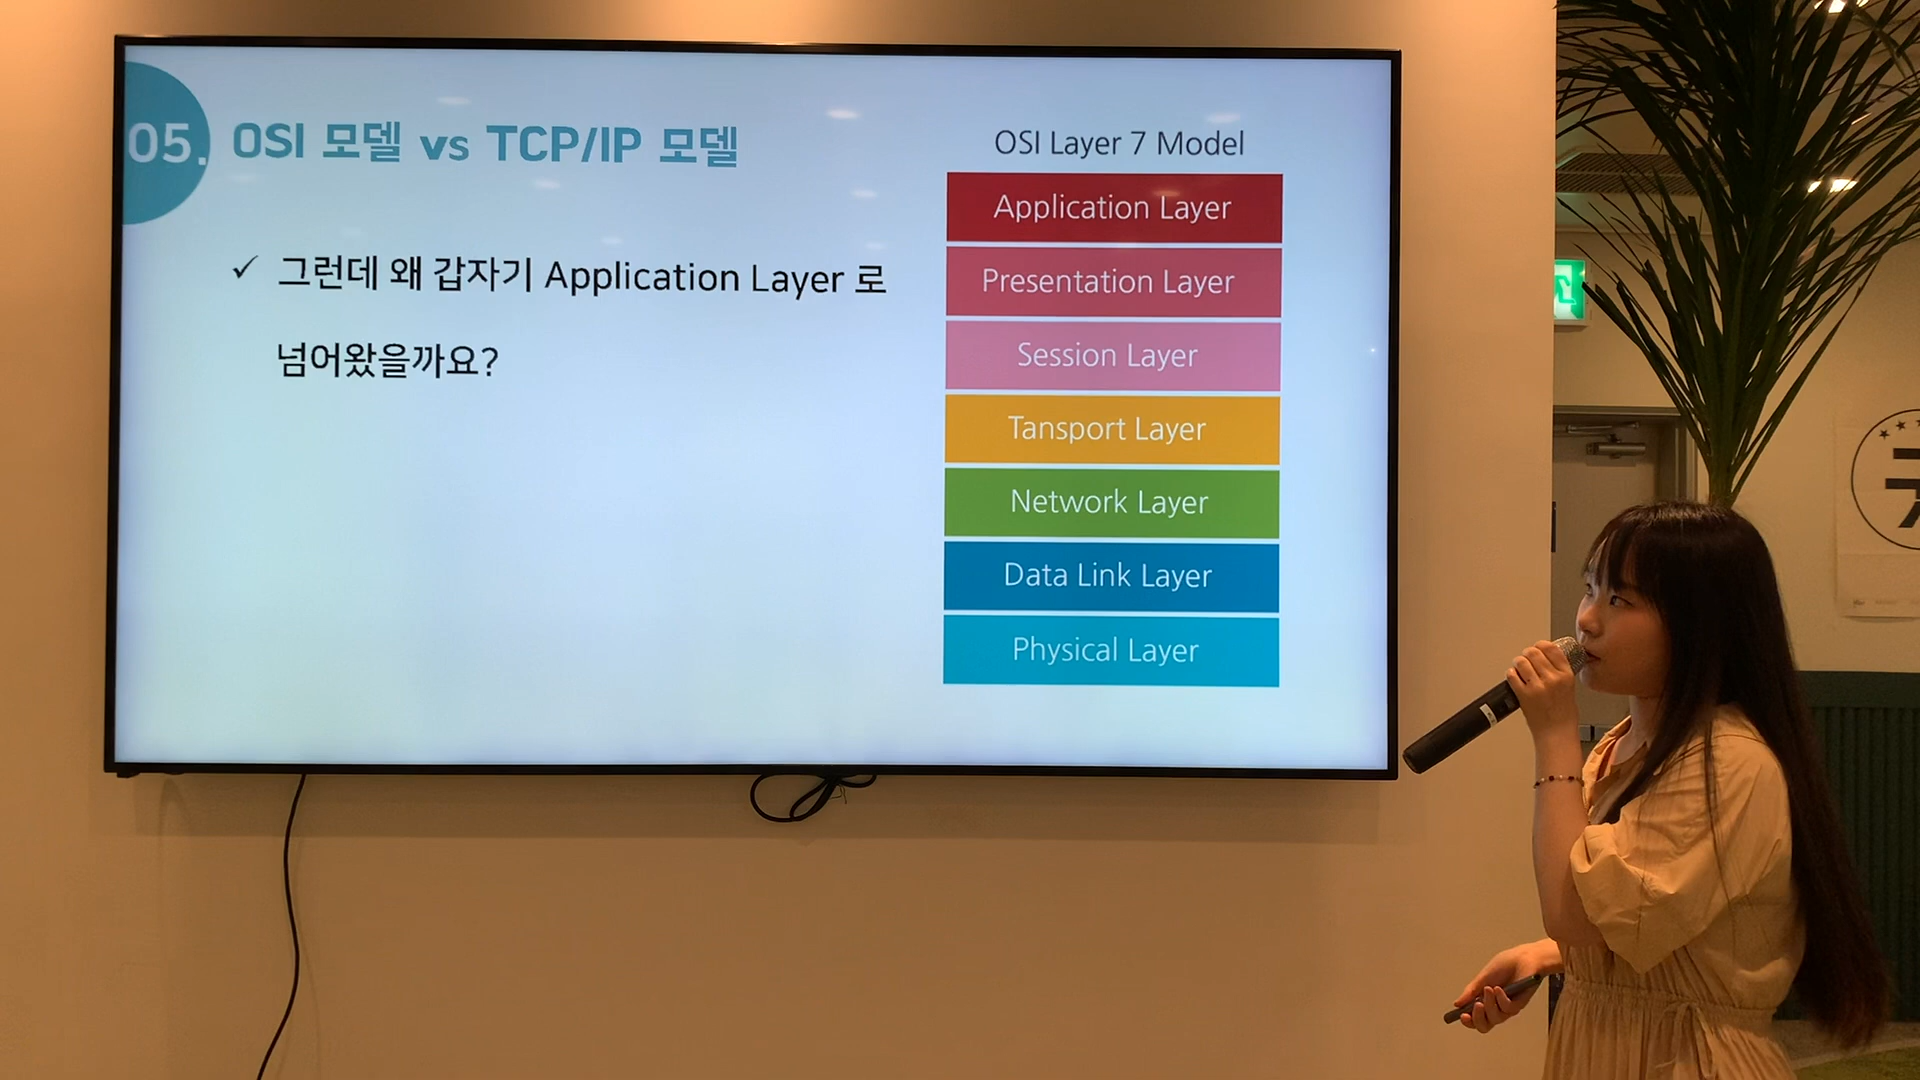 05. OSI 모델 vs TCP/IP 모델
✓ 그런데 왜 갑자기 Application Layer 로
넘어왔을까요?
OSI Layer 7 Model
Application Layer
Presentation Layer
Session Layer
Tansport Layer
Network Layer
Data Link Layer
Physical Layer